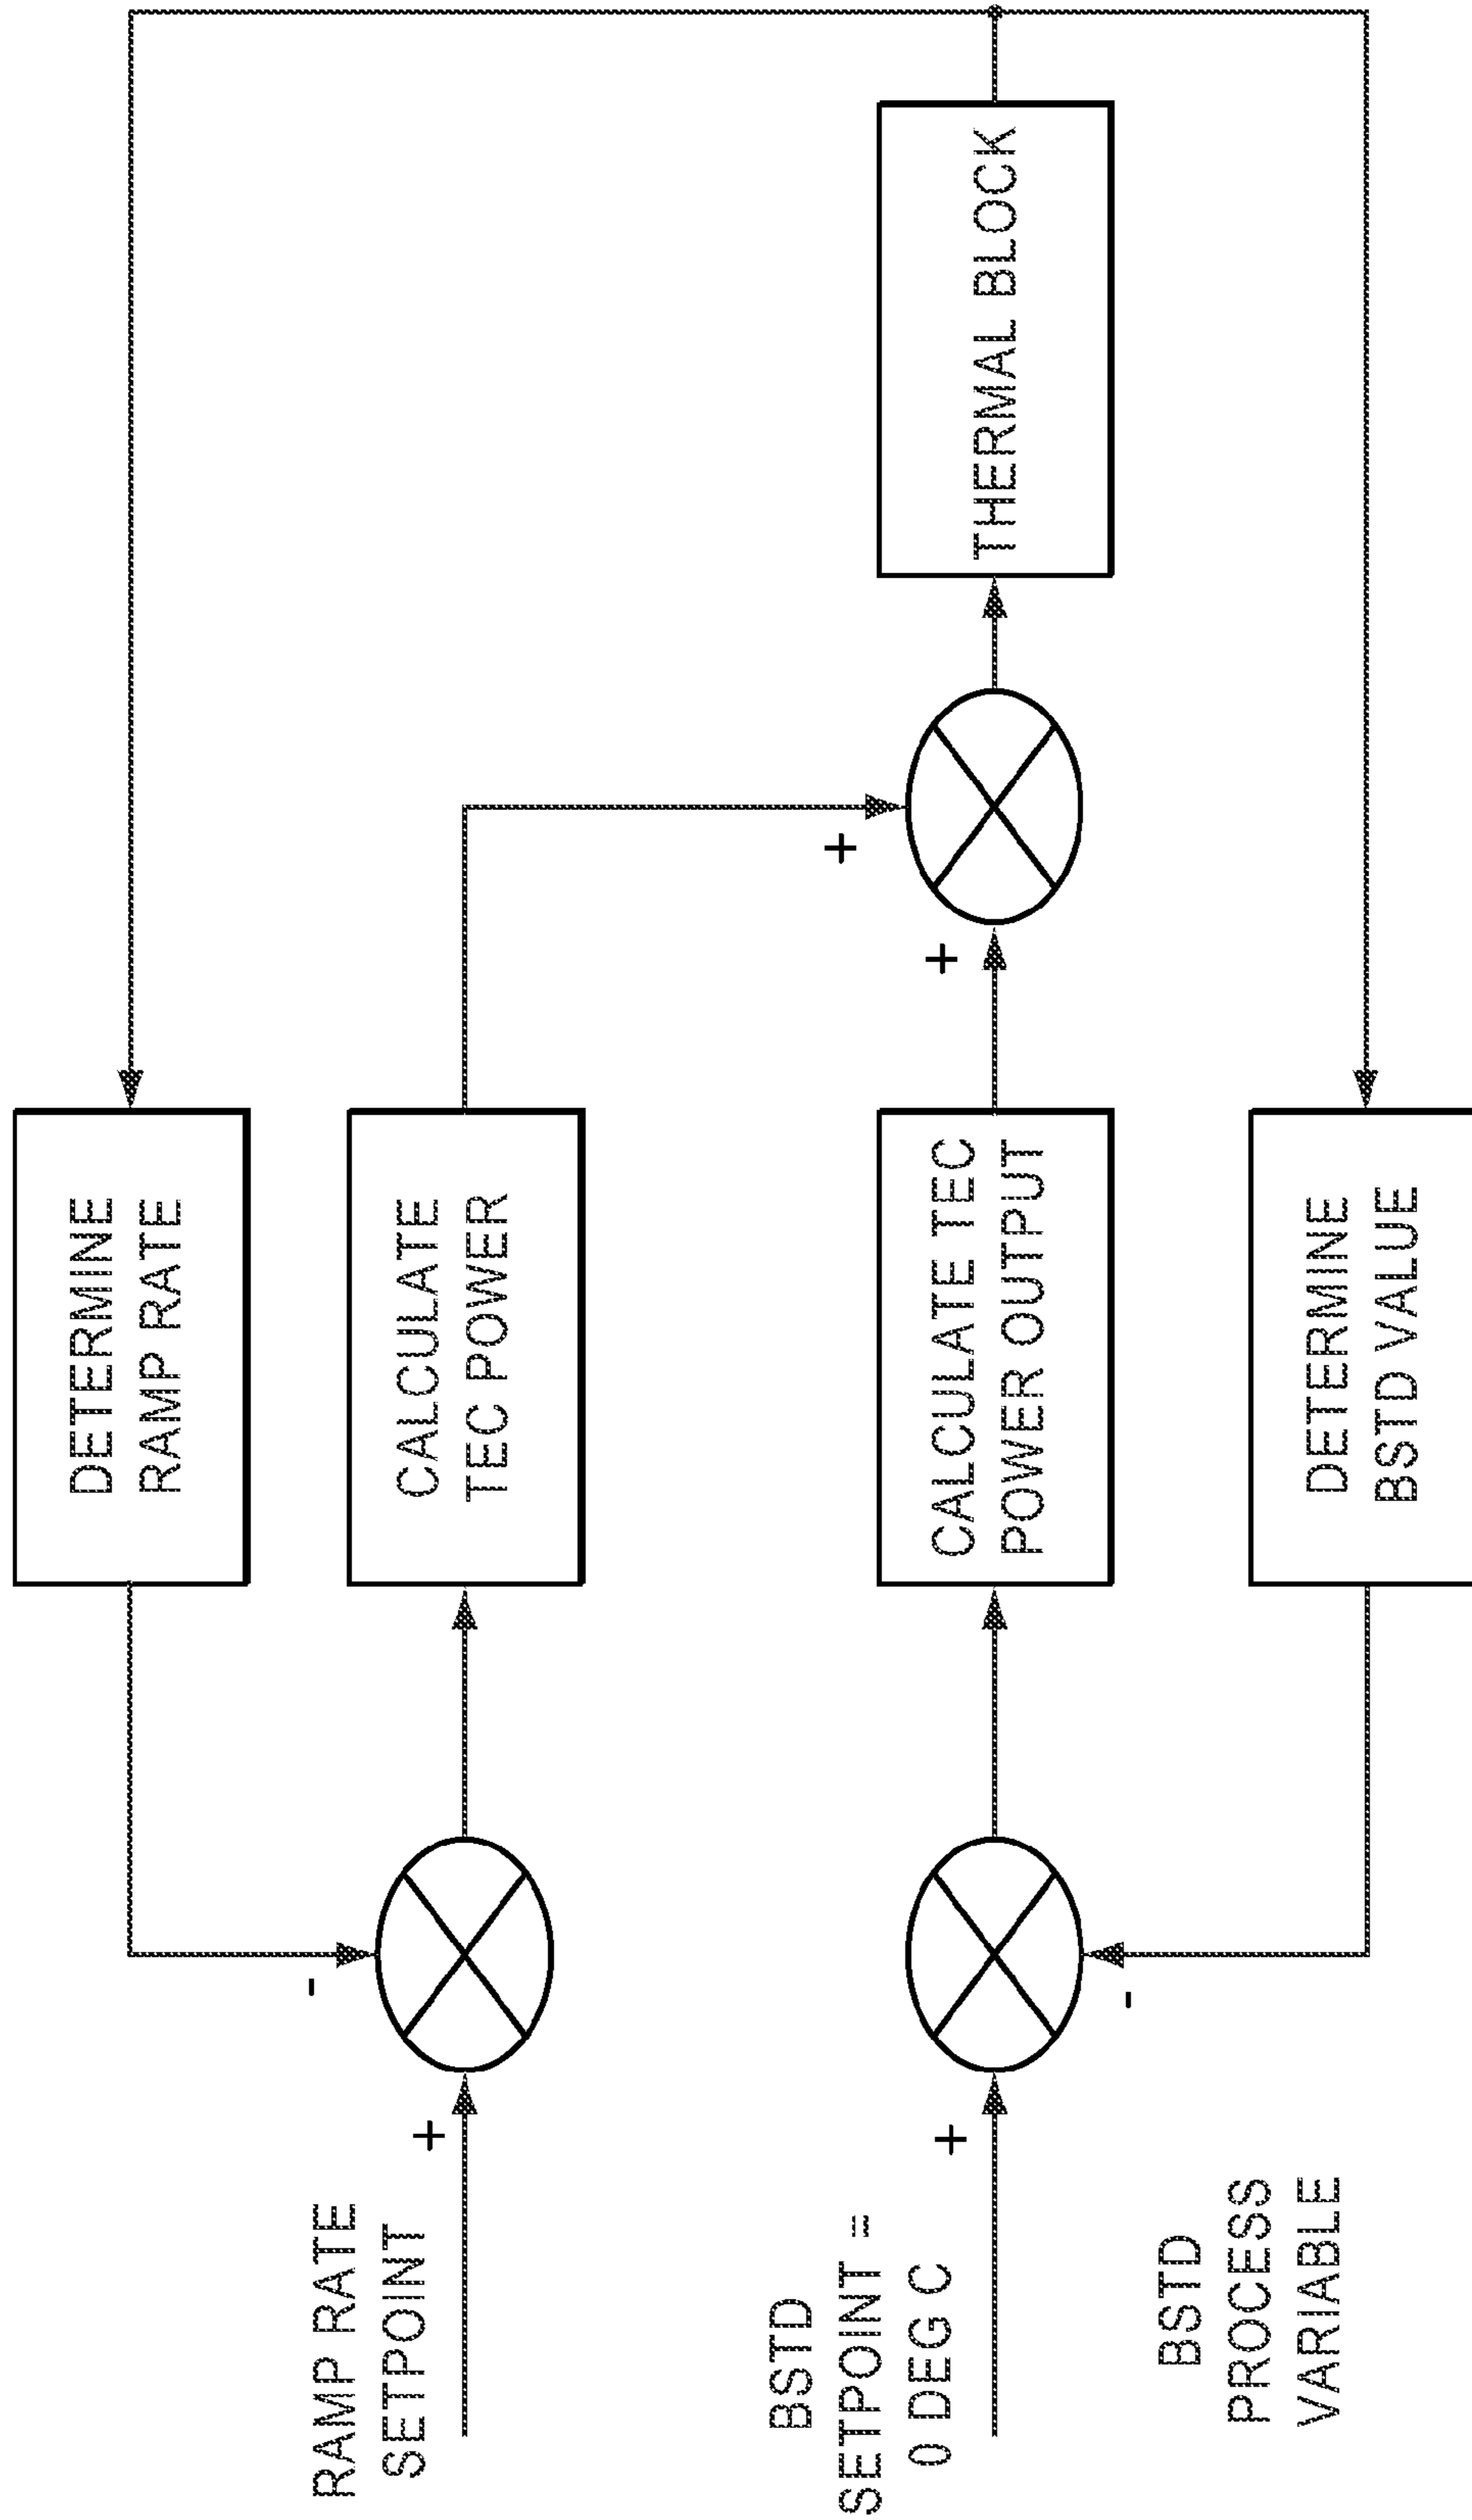 DETERMINE
RAMP RATE
RAMP RATE
SETPOINT
+
-
CALCULATE
TEC POWER
+
BSTD
SETPOINT =
0 DEG C
+
CALCULATE TEC
POWER OUTPUT
+
THERMAL BLOCK
-
BSTD
PROCESS
VARIABLE
DETERMINE
BSTD VALUE